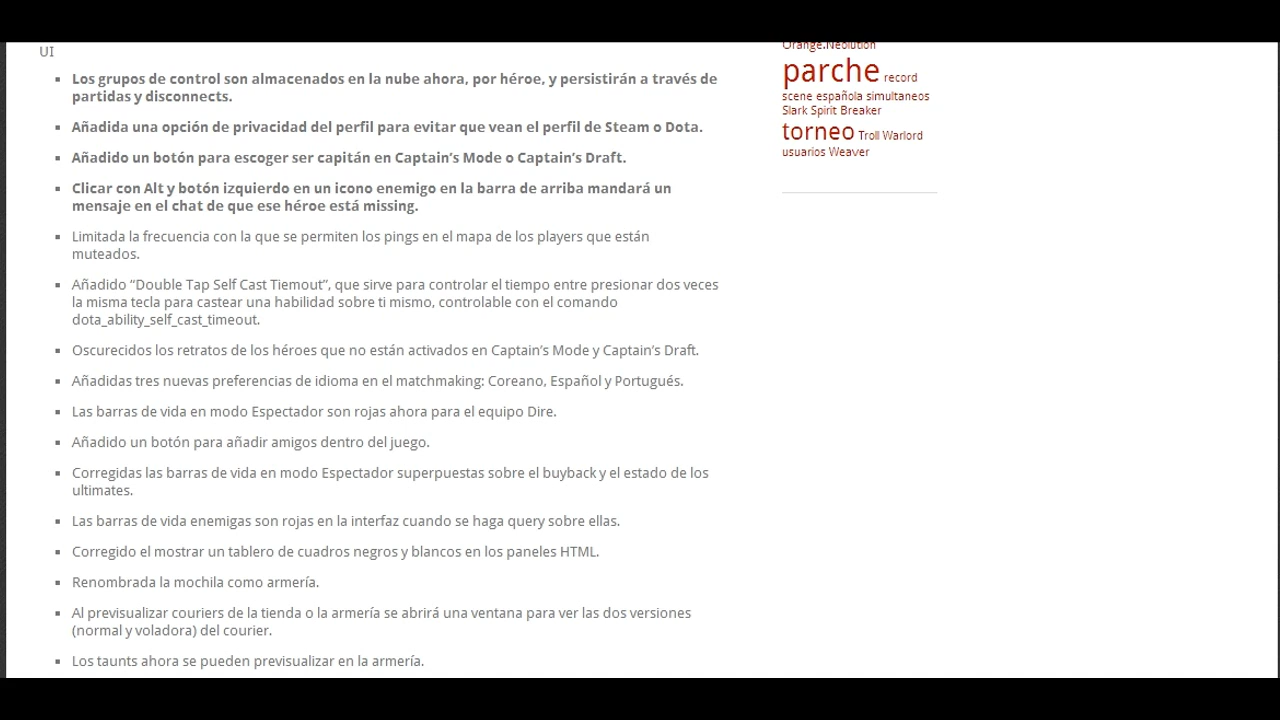 UI
Los grupos de control son almacenados en la nube ahora, por héroe, y persistirán a través de
partidas y disconnects.
Añadida una opción de privacidad del perfil para evitar que vean el perfil de Steam o Dota.
Añadido un botón para escoger ser capitán en Captain’s Mode o Captain’s Draft.
Clicar con Alt y botón izquierdo en un icono enemigo en la barra de arriba mandará un
mensaje en el chat de que ese héroe está missing.
Limitada la frecuencia con la que se permiten los pings en el mapa de los players que están
muteados.
Añadido “Double Tap Self Cast Tiemout”, que sirve para controlar el tiempo entre presionar dos veces
la misma tecla para castear una habilidad sobre ti mismo, controlable con el comando
dota_ability_self_cast_timeout.
Oscurecidos los retratos de los héroes que no están activados en Captain’s Mode y Captain’s Draft.
Añadidas tres nuevas preferencias de idioma en el matchmaking: Coreano, Español y Portugués.
Las barras de vida en modo Espectador son rojas ahora para el equipo Dire.
Añadido un botón para añadir amigos dentro del juego.
Corregidas las barras de vida en modo Espectador superpuestas sobre el buyback y el estado de los
ultimates.
Las barras de vida enemigas son rojas en la interfaz cuando se haga query sobre ellas.
Corregido el mostrar un tablero de cuadros negros y blancos en los paneles HTML.
Renombrada la mochila como armería.
Al previsualizar couriers de la tienda o la armería se abrirá una ventana para ver las dos versiones
(normal y voladora) del courier.
Los taunts ahora se pueden previsualizar en la armería.
Orange.Neolution
parche record
scene española simultaneos
Slark Spirit Breaker
torneo Troll Warlord
usuarios Weaver